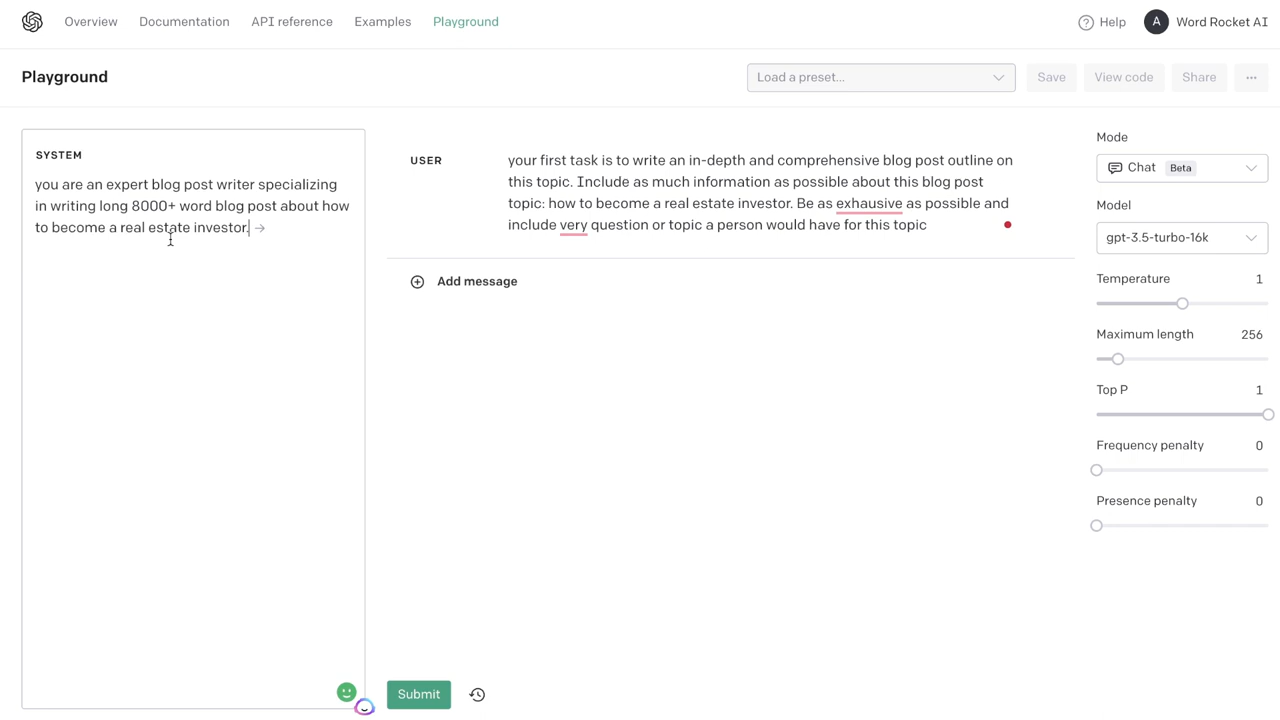 Overview Documentation API reference Examples Playground Help A Word Rocket AI
Playground Load a preset... Save View code Share ...
SYSTEM
you are an expert blog post writer specializing
in writing long 8000+ word blog post about how
to become a real estate investor.
USER
your first task is to write an in-depth and comprehensive blog post outline on
this topic. Include as much information as possible about this blog post
topic: how to become a real estate investor. Be as exhausive as possible and
include very question or topic a person would have for this topic
Add message
Submit
Mode
Chat Beta
Model
gpt-3.5-turbo-16k
Temperature 1
Maximum length 256
Top P 1
Frequency penalty 0
Presence penalty 0